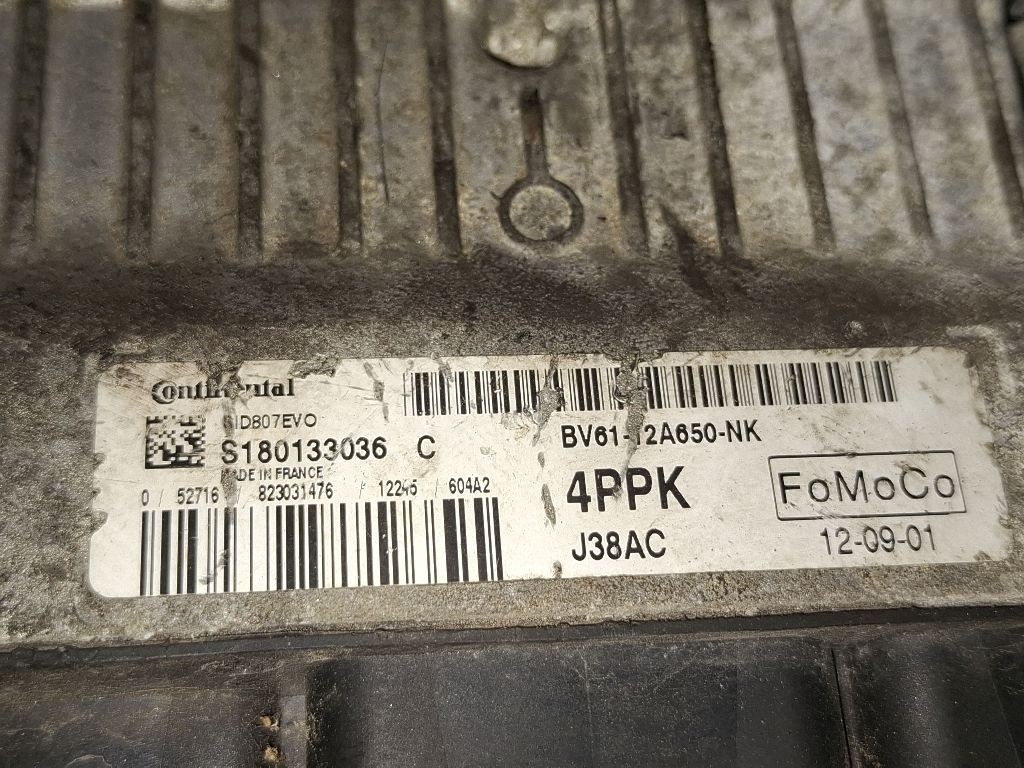 Continental
SID807EVO
S180133036 C
MADE IN FRANCE
0 / 52716 / 823031476 / 12245 / 604A2
BV61-12A650-NK
4PPK
J38AC
FoMoCo
12-09-01